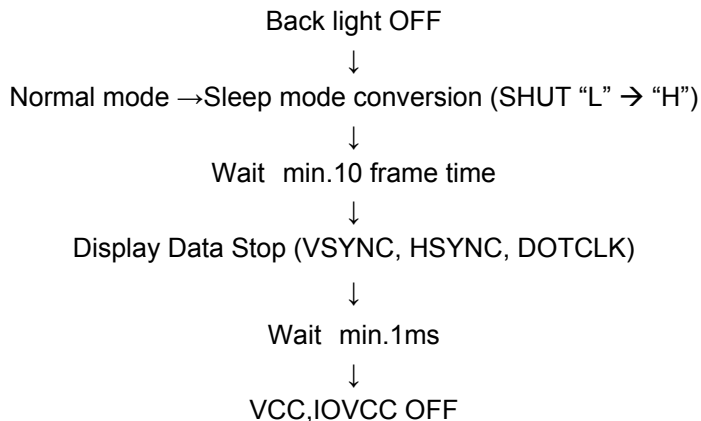 Back light OFF
↓
Normal mode →Sleep mode conversion (SHUT “L” → “H”)
↓
Wait min.10 frame time
↓
Display Data Stop (VSYNC, HSYNC, DOTCLK)
↓
Wait min.1ms
↓
VCC,IOVCC OFF